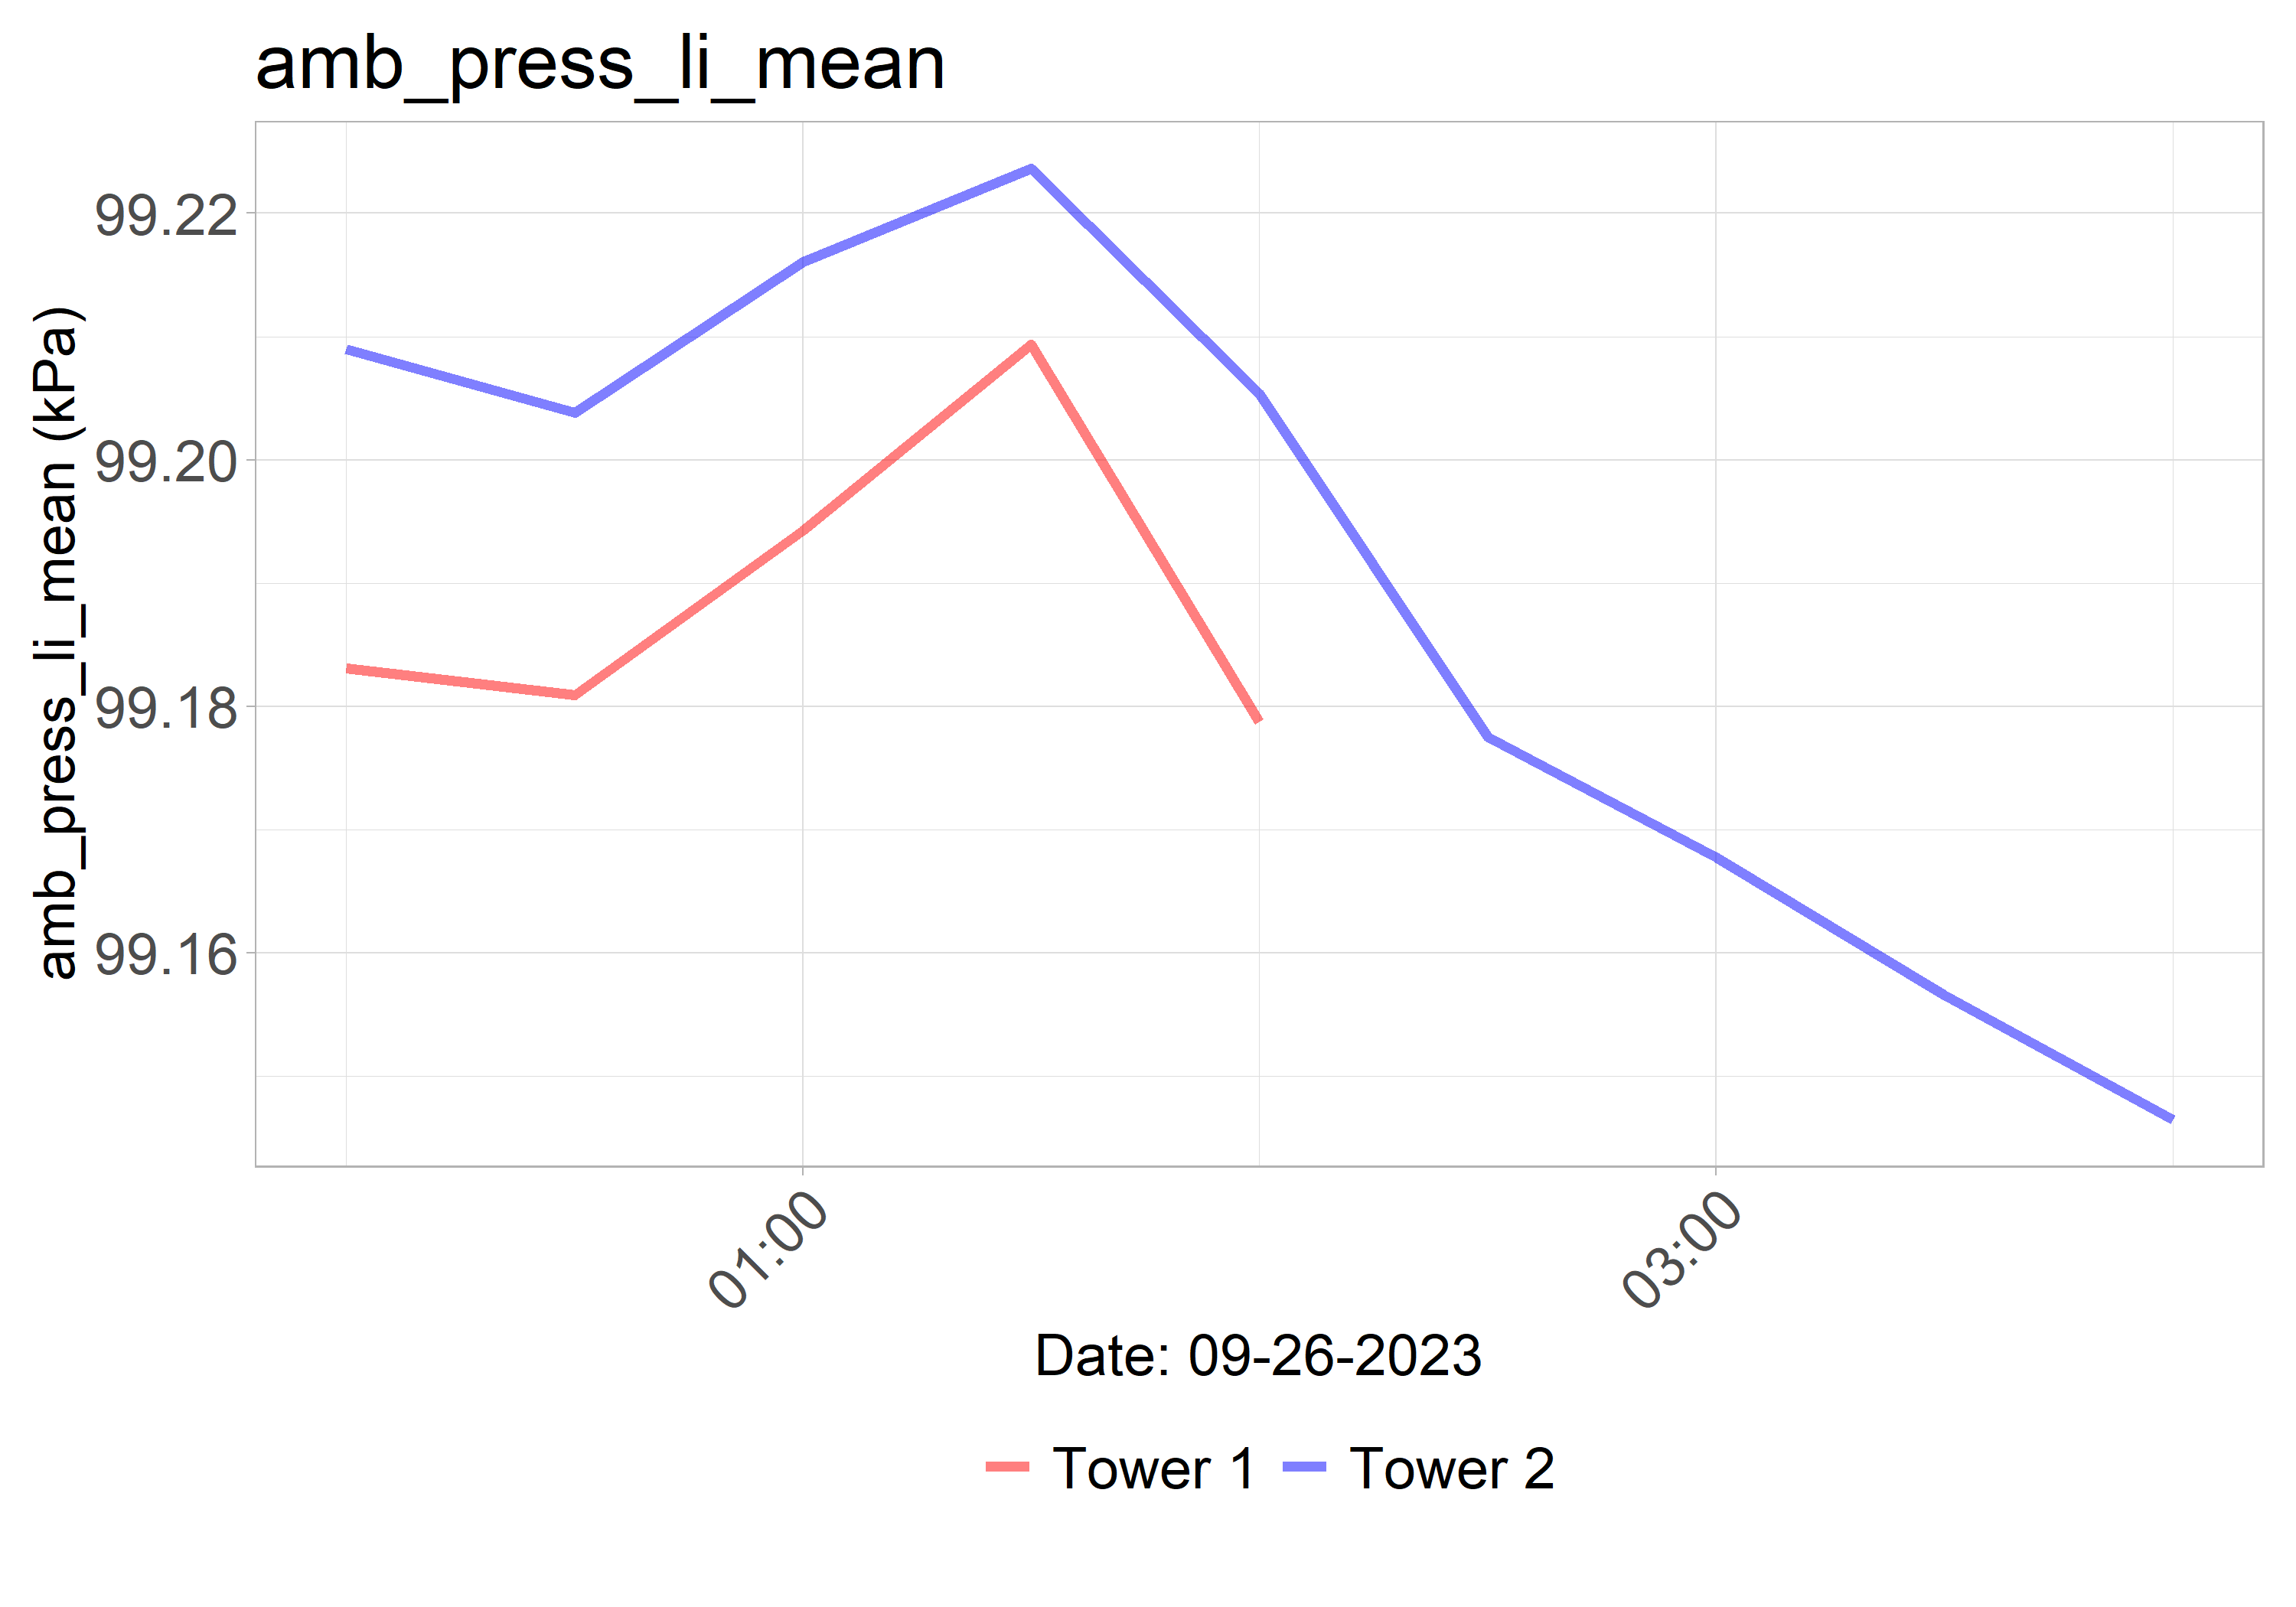 amb_press_li_mean
amb_press_li_mean (kPa)
99.22
99.20
99.18
99.16
01:00
03:00
Date: 09-26-2023
Tower 1
Tower 2